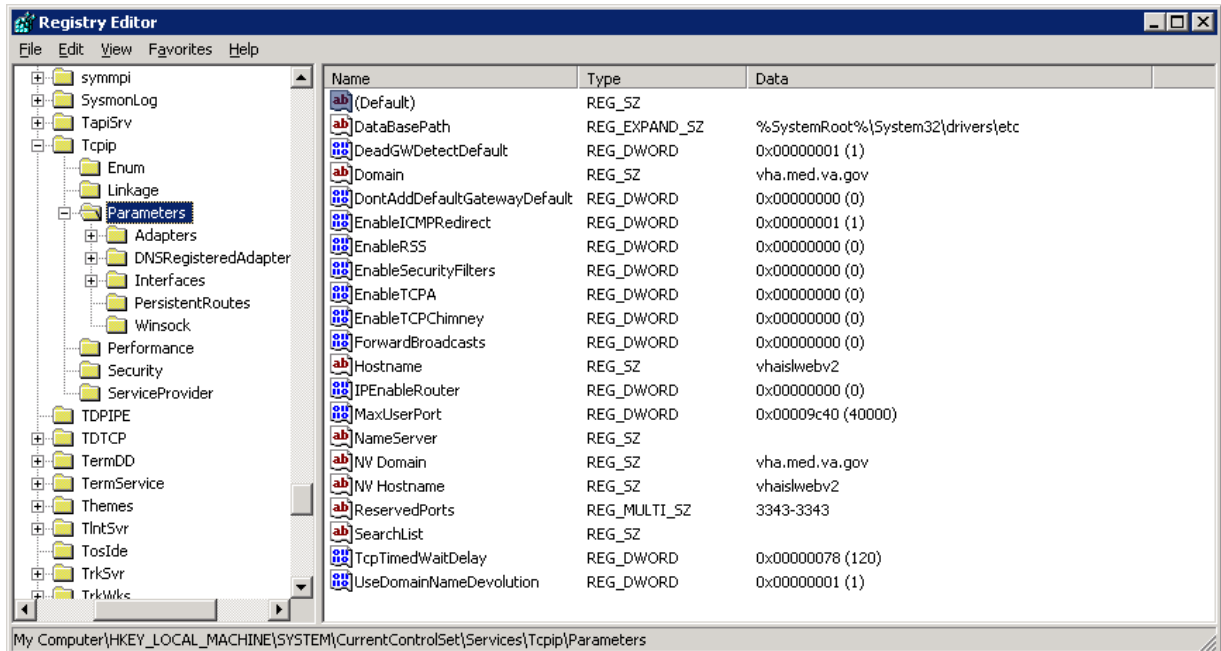 Registry Editor
File Edit View Favorites Help
symmpi
SysmonLog
TapiSrv
Tcpip
Enum
Linkage
Parameters
Adapters
DNSRegisteredAdapter
Interfaces
PersistentRoutes
Winsock
Performance
Security
ServiceProvider
TDPIPE
TDTCP
TermDD
TermService
Themes
TlntSvr
TosIde
TrkSvr
TrkWks
Name Type Data
(Default) REG_SZ
DataBasePath REG_EXPAND_SZ %SystemRoot%\System32\drivers\etc
DeadGWDetectDefault REG_DWORD 0x00000001 (1)
Domain REG_SZ vha.med.va.gov
DontAddDefaultGatewayDefault REG_DWORD 0x00000000 (0)
EnableICMPRedirect REG_DWORD 0x00000001 (1)
EnableRSS REG_DWORD 0x00000000 (0)
EnableSecurityFilters REG_DWORD 0x00000000 (0)
EnableTCPA REG_DWORD 0x00000000 (0)
EnableTCPChimney REG_DWORD 0x00000000 (0)
ForwardBroadcasts REG_DWORD 0x00000000 (0)
Hostname REG_SZ vhaislwebv2
IPEnableRouter REG_DWORD 0x00000000 (0)
MaxUserPort REG_DWORD 0x00009c40 (40000)
NameServer REG_SZ
NV Domain REG_SZ vha.med.va.gov
NV Hostname REG_SZ vhaislwebv2
ReservedPorts REG_MULTI_SZ 3343-3343
SearchList REG_SZ
TcpTimedWaitDelay REG_DWORD 0x00000078 (120)
UseDomainNameDevolution REG_DWORD 0x00000001 (1)
My Computer\HKEY_LOCAL_MACHINE\SYSTEM\CurrentControlSet\Services\Tcpip\Parameters